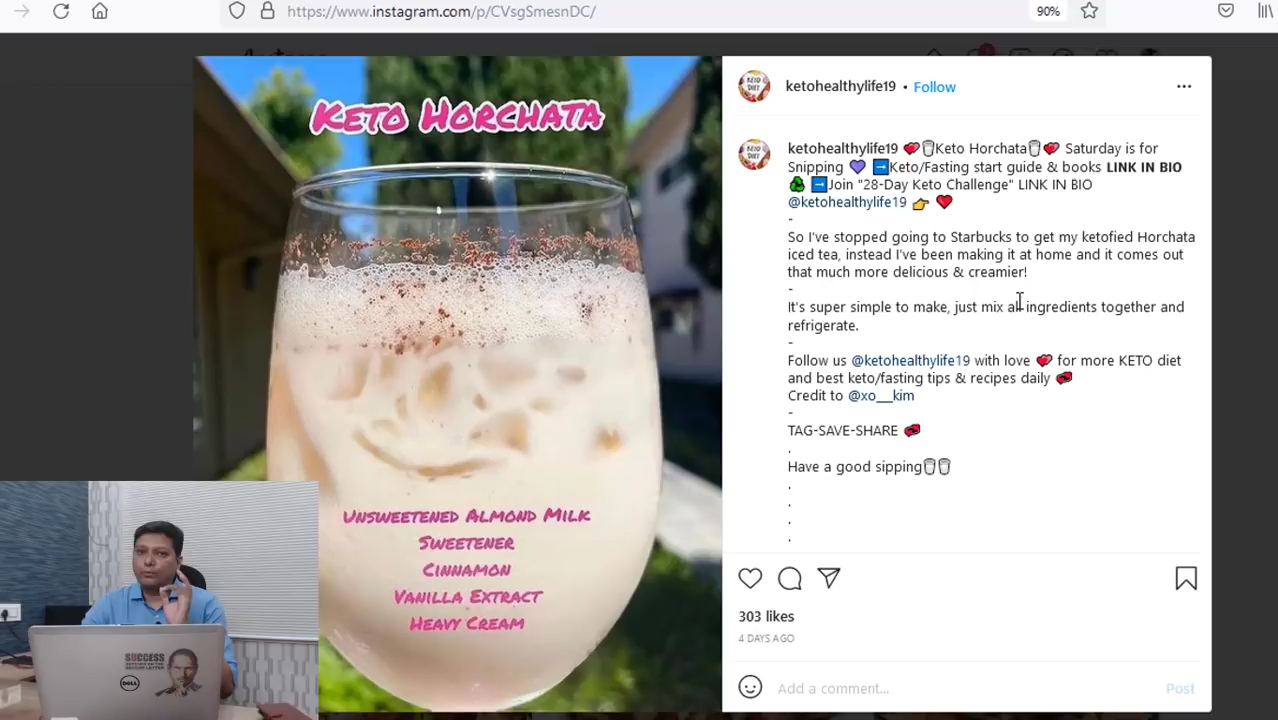 https://www.instagram.com/p/CVsgSmesnDC/
90%
KETO HORCHATA
UNSWEETENED ALMOND MILK
SWEETENER
CINNAMON
VANILLA EXTRACT
HEAVY CREAM
KETO DIET
ketohealthylife19 • Follow
KETO DIET
ketohealthylife19 💕🥛Keto Horchata🥛💕 Saturday is for
Snipping 💜 ➡️Keto/Fasting start guide & books LINK IN BIO
♻️ ➡️Join "28-Day Keto Challenge" LINK IN BIO
@ketohealthylife19 👉 ❤️
-
So I've stopped going to Starbucks to get my ketofied Horchata
iced tea, instead I've been making it at home and it comes out
that much more delicious & creamier!
-
It's super simple to make, just mix all ingredients together and
refrigerate.
-
Follow us @ketohealthylife19 with love 💕 for more KETO diet
and best keto/fasting tips & recipes daily
Credit to @xo__kim
-
TAG-SAVE-SHARE
.
Have a good sipping🥛🥛
.
.
.
.
303 likes
4 DAYS AGO
Add a comment...
Post
SUCCESS
DELL